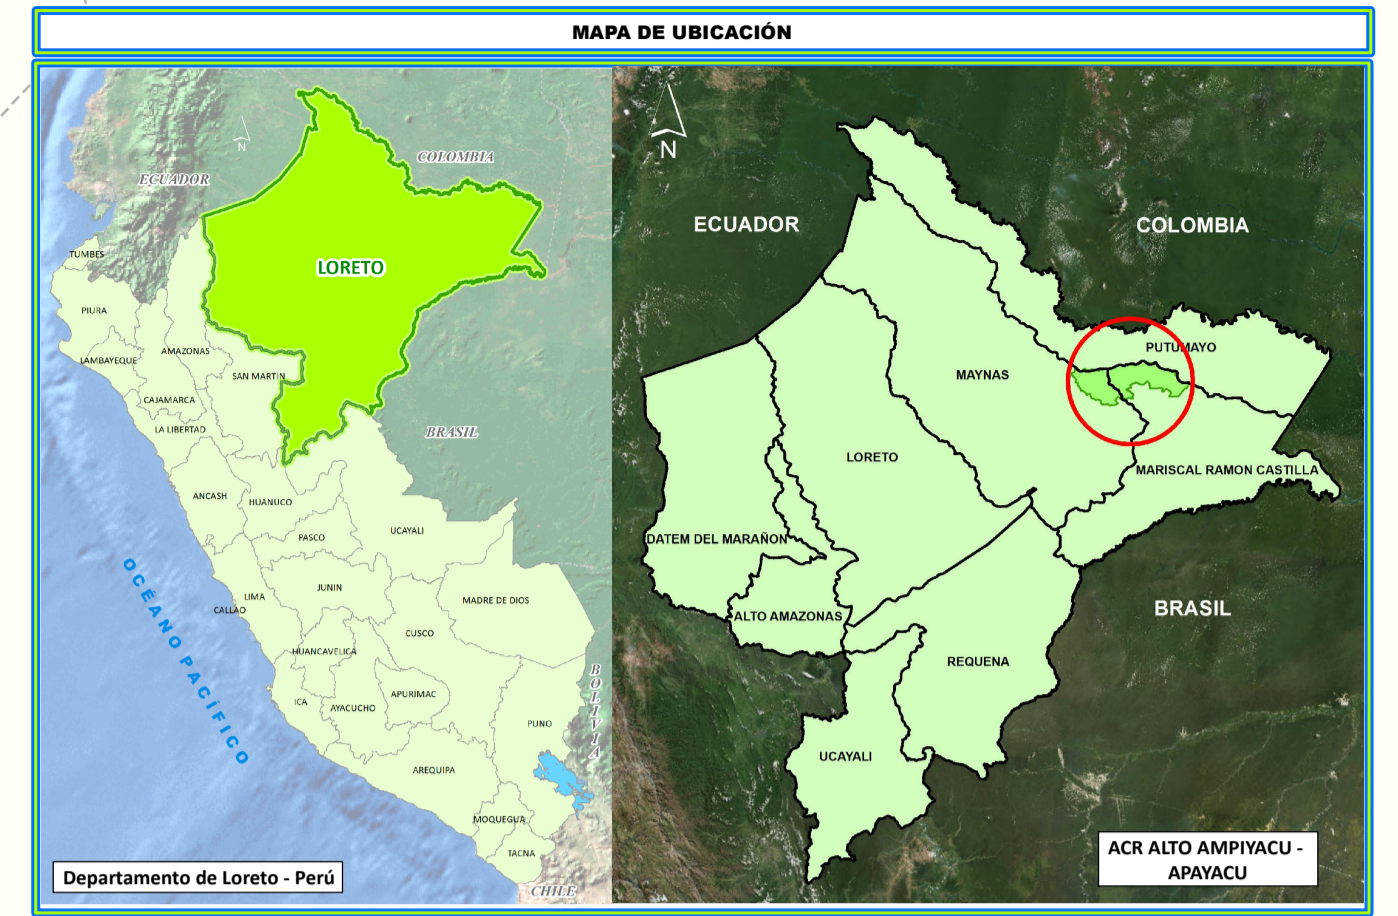 MAPA DE UBICACIÓN
N
COLOMBIA
ECUADOR
TUMBES
LORETO
PIURA
AMAZONAS
LAMBAYEQUE
SAN MARTIN
CAJAMARCA
LA LIBERTAD
BRASIL
ANCASH
HUANUCO
UCAYALI
PASCO
JUNIN
LIMA
MADRE DE DIOS
CALLAO
CUSCO
HUANCAVELICA
APURIMAC
ICA
AYACUCHO
PUNO
BOLIVIA
OCÉANO PACÍFICO
AREQUIPA
MOQUEGUA
TACNA
CHILE
Departamento de Loreto - Perú
N
ECUADOR
COLOMBIA
PUTUMAYO
MAYNAS
LORETO
MARISCAL RAMON CASTILLA
DATEM DEL MARAÑON
BRASIL
ALTO AMAZONAS
REQUENA
UCAYALI
ACR ALTO AMPIYACU -
APAYACU